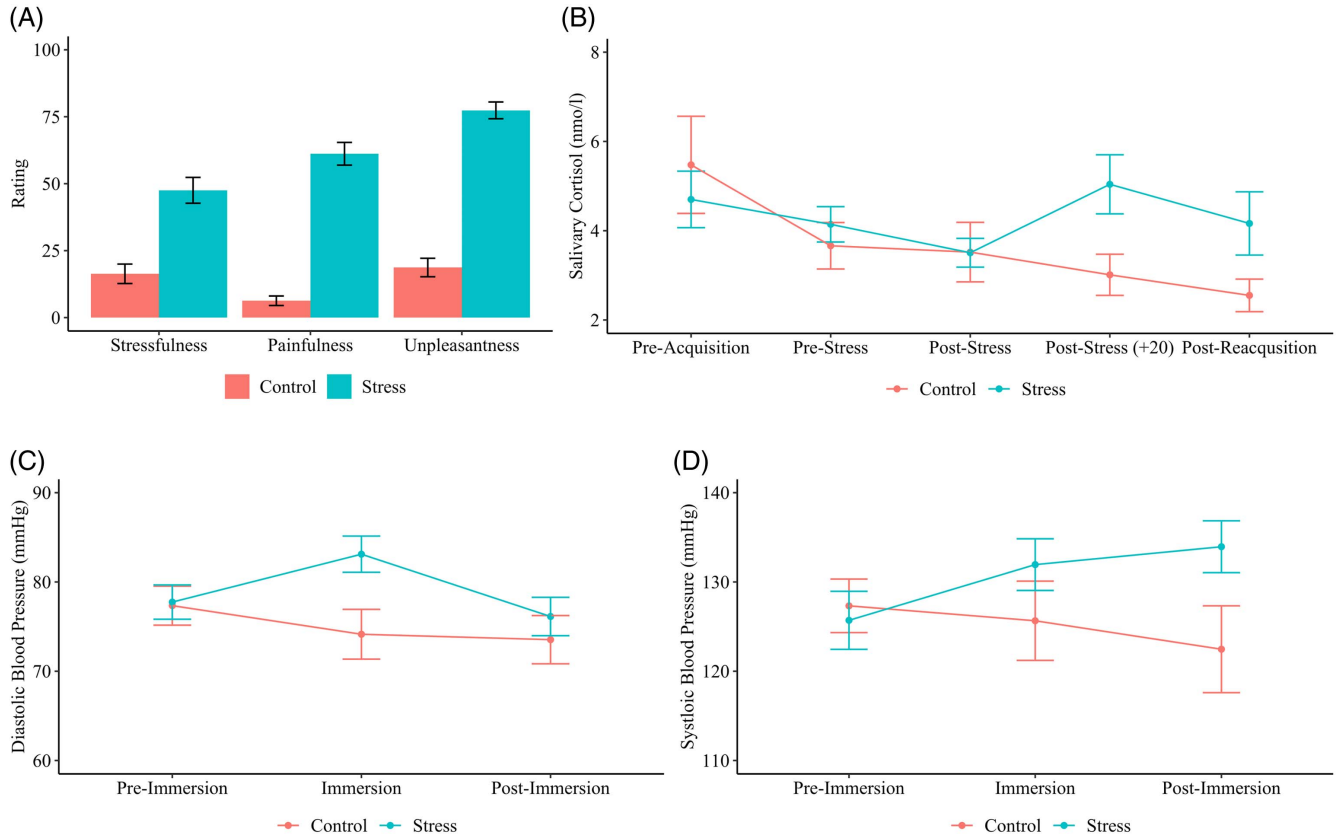 (A)
100
75
50
25
0
Rating
Stressfulness Painfulness Unpleasantness
Control Stress
(B)
8
6
4
2
Salivary Cortisol (nmo/l)
Pre-Acquisition Pre-Stress Post-Stress Post-Stress (+20) Post-Reacqusition
Control Stress
(C)
90
80
70
60
Diastolic Blood Pressure (mmHg)
Pre-Immersion Immersion Post-Immersion
Control Stress
(D)
140
130
120
110
Systloic Blood Pressure (mmHg)
Pre-Immersion Immersion Post-Immersion
Control Stress